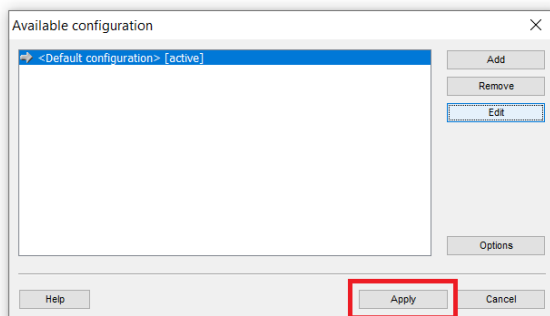 Available configuration
<Default configuration> [active]
Add
Remove
Edit
Options
Help
Apply
Cancel